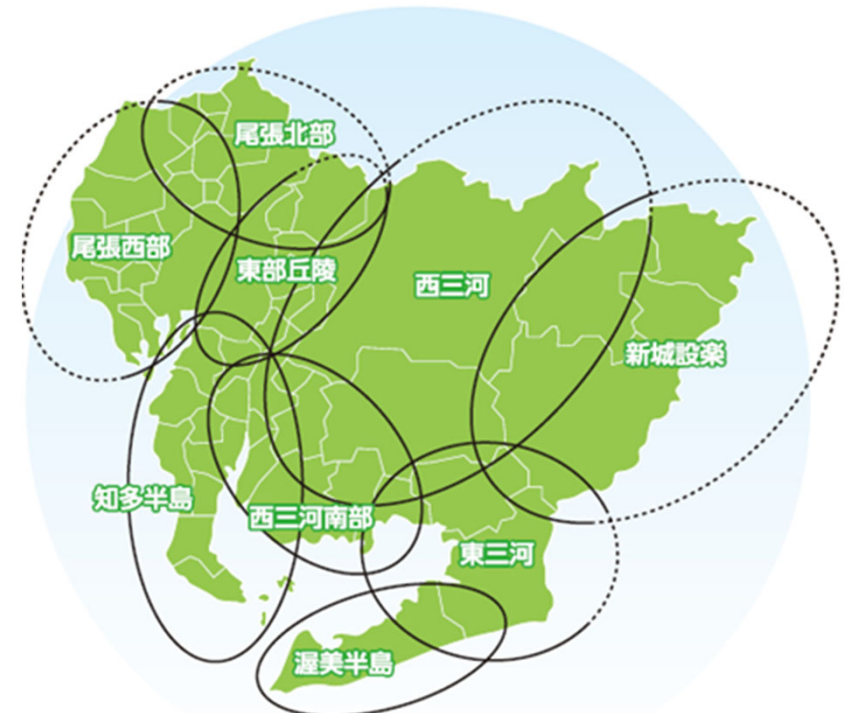 尾張北部
尾張西部
東部丘陵
西三河
新城設楽
知多半島
西三河南部
東三河
渥美半島